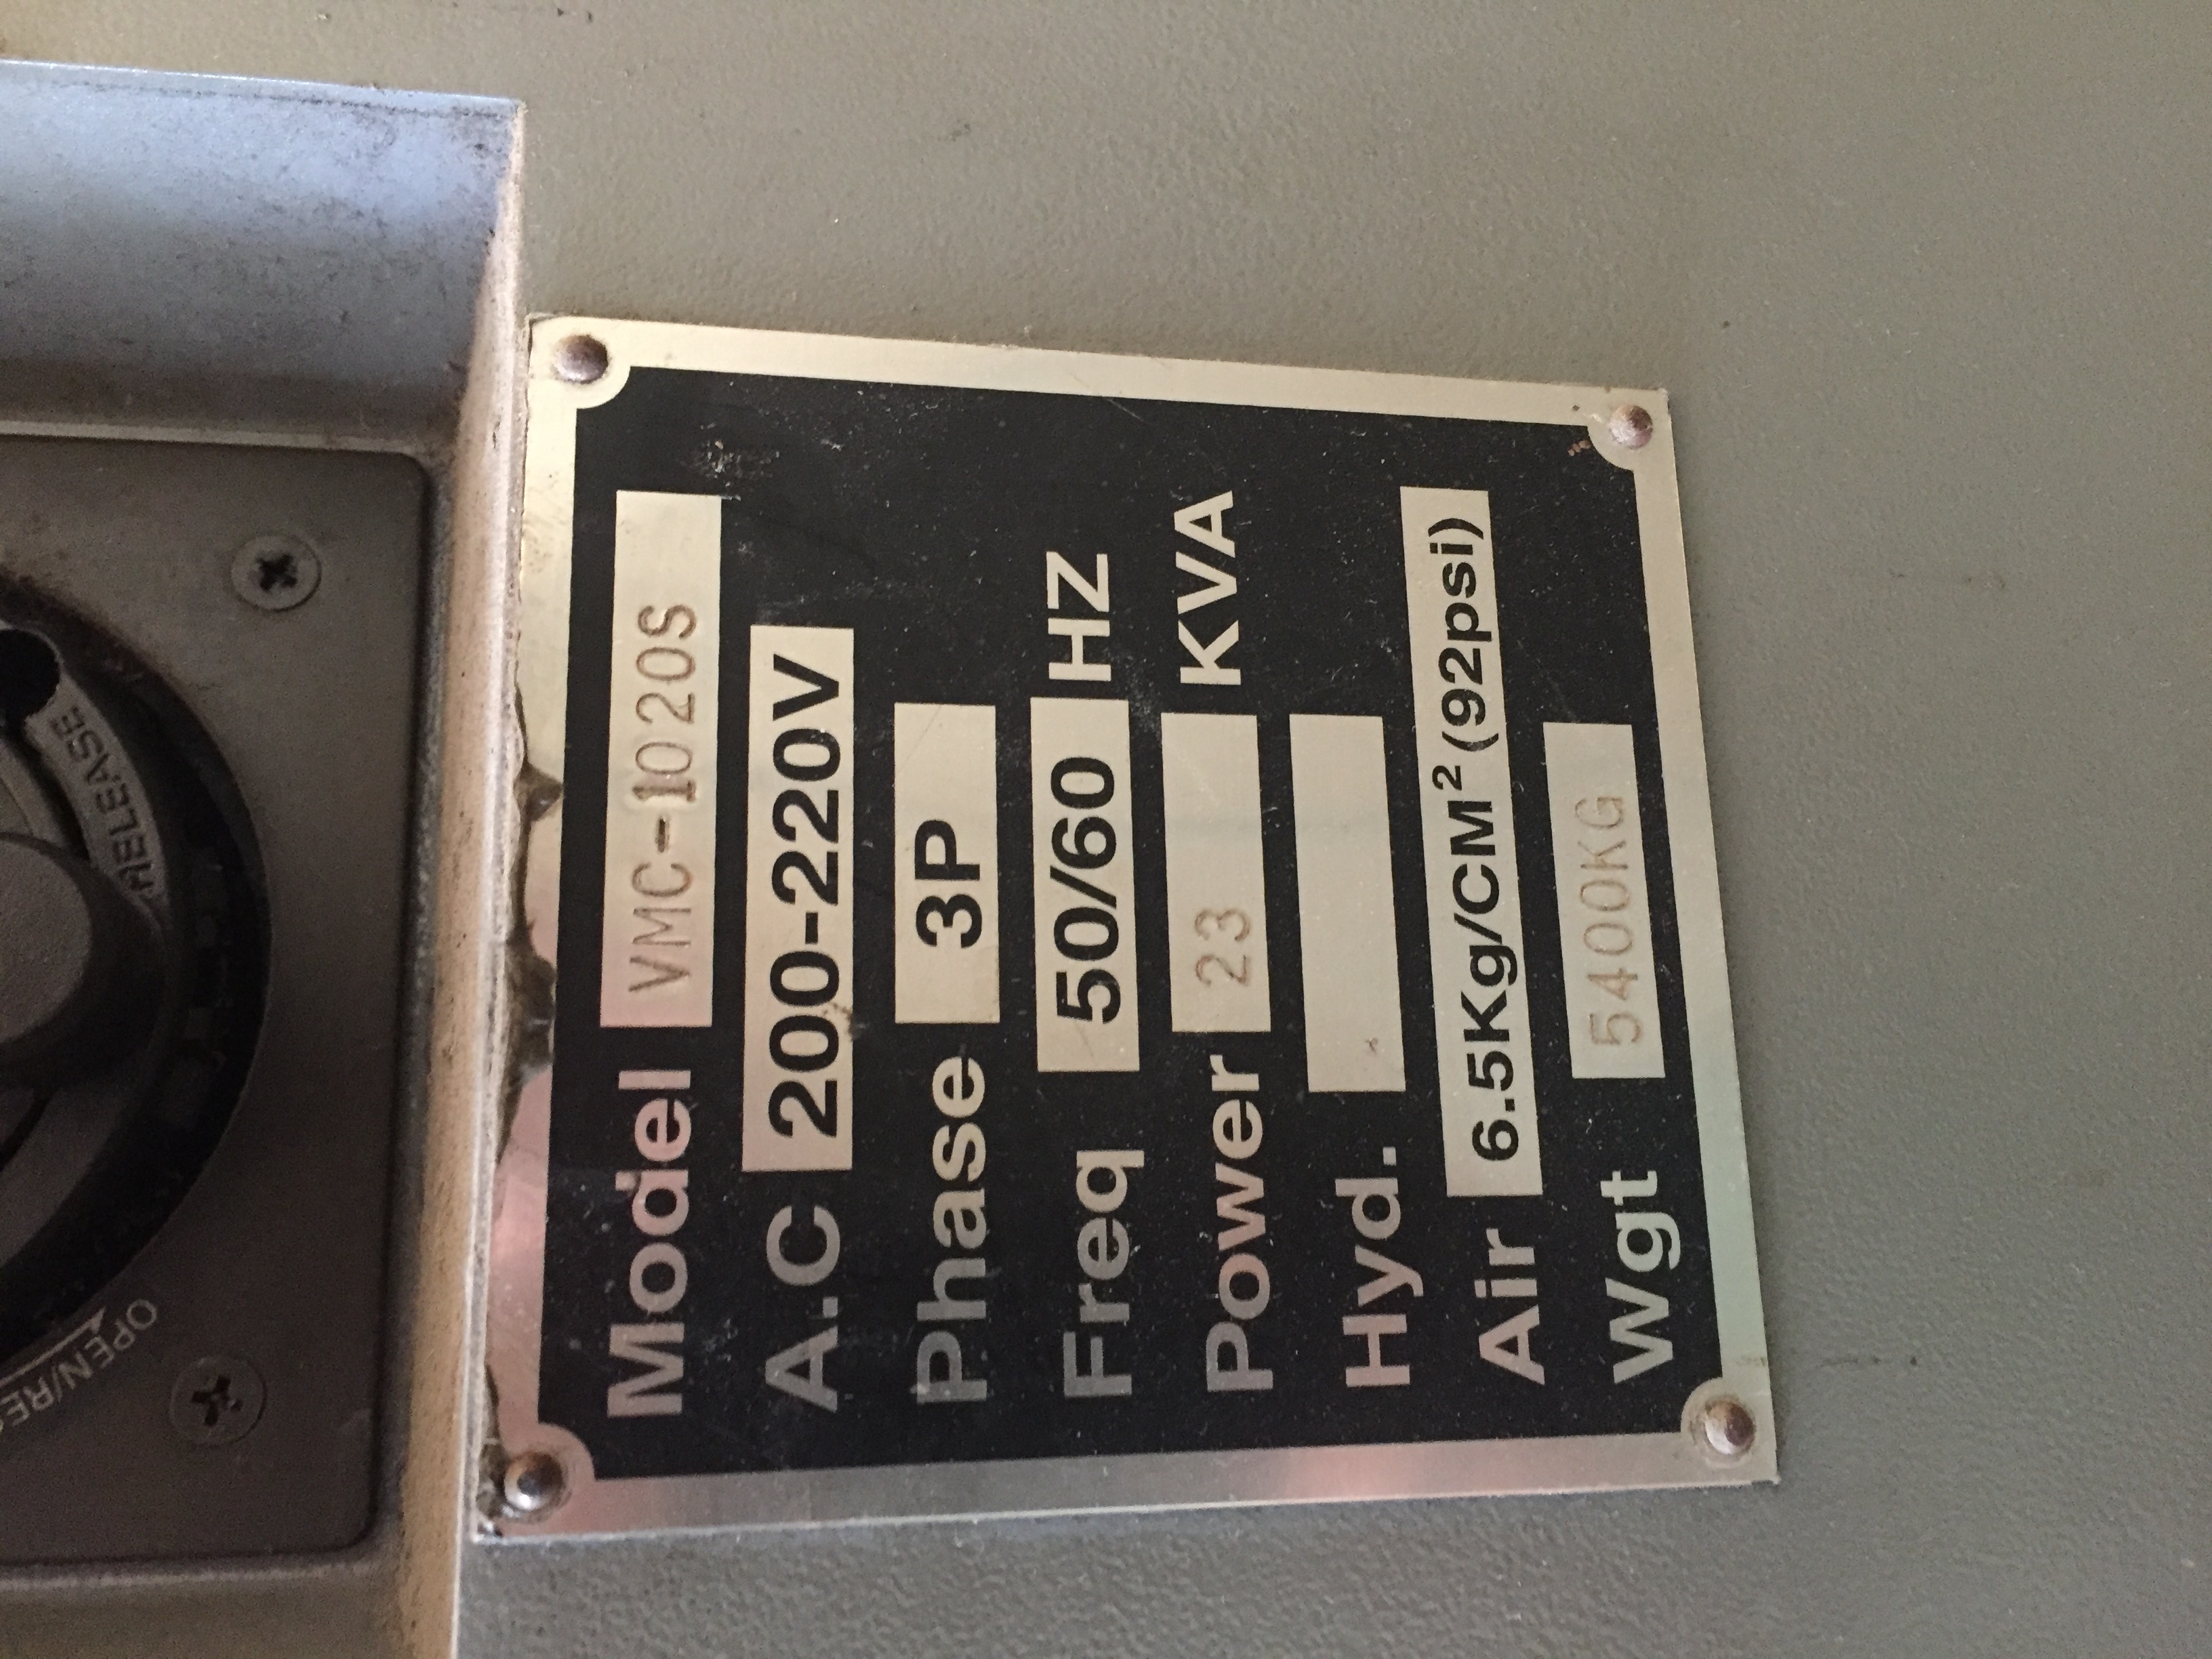 OPEN/RE
RELEASE
Model VMC-1020S
A.C 200-220V
Phase 3P
Freq 50/60 HZ
Power 23 KVA
Hyd.
Air 6.5Kg/CM² (92psi)
Wgt 5400KG